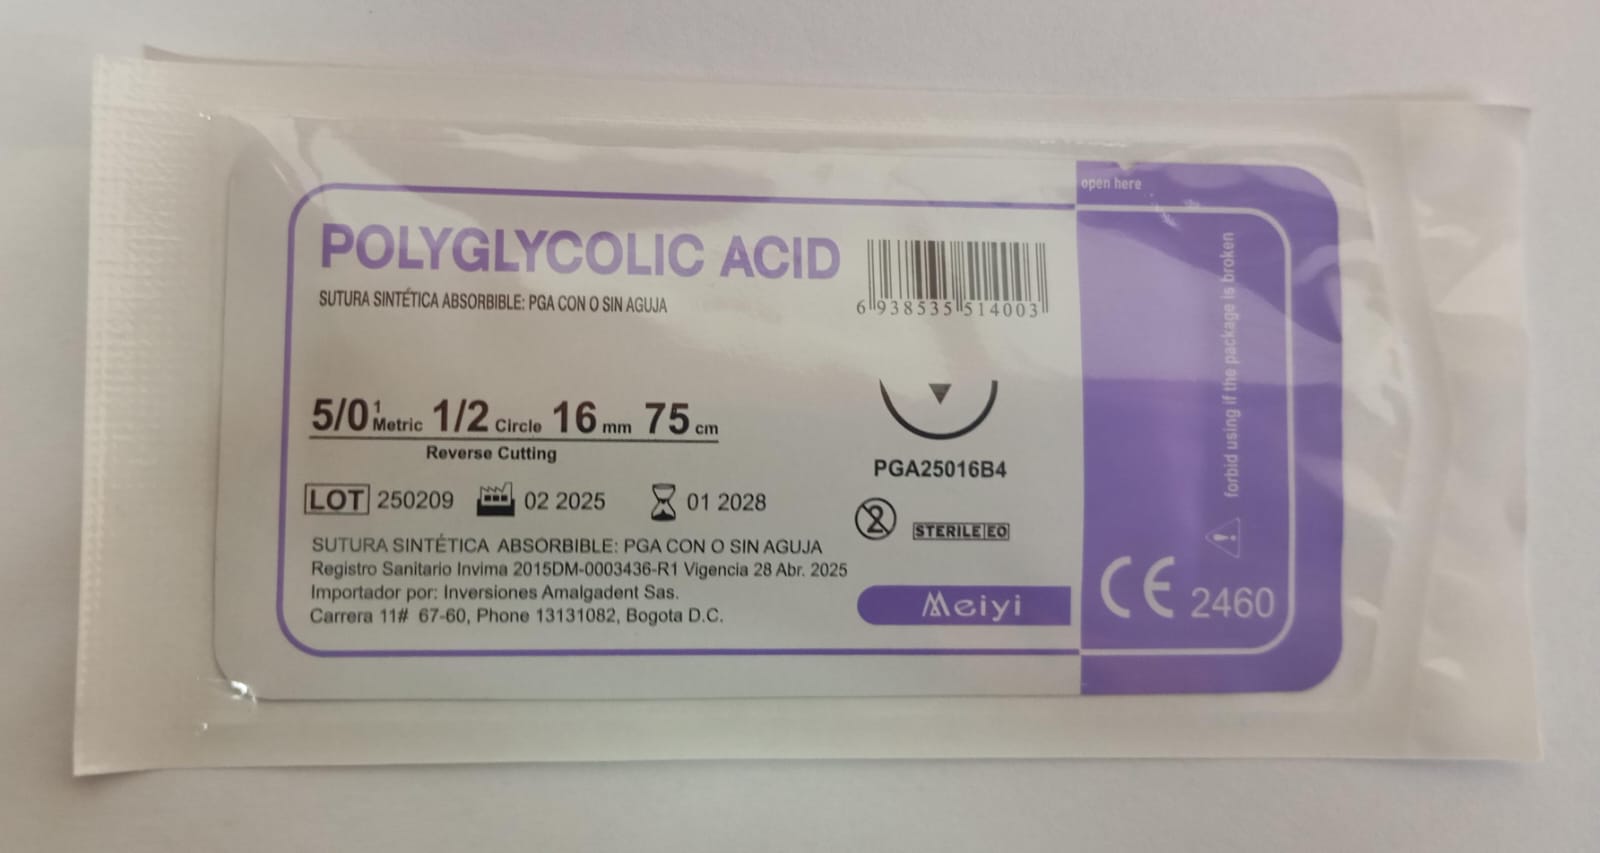 open here
POLYGLYCOLIC ACID
SUTURA SINTÉTICA ABSORBIBLE: PGA CON O SIN AGUJA
6 938535 514003
forbid using if the package is broken
5/0 1 Metric 1/2 Circle 16 mm 75 cm
Reverse Cutting
PGA25016B4
LOT 250209 02 2025 01 2028
2
STERILE EO
SUTURA SINTÉTICA ABSORBIBLE: PGA CON O SIN AGUJA
Registro Sanitario Invima 2015DM-0003436-R1 Vigencia 28 Abr. 2025
Importador por: Inversiones Amalgadent Sas.
Carrera 11# 67-60, Phone 13131082, Bogota D.C.
Meiyi
CE 2460